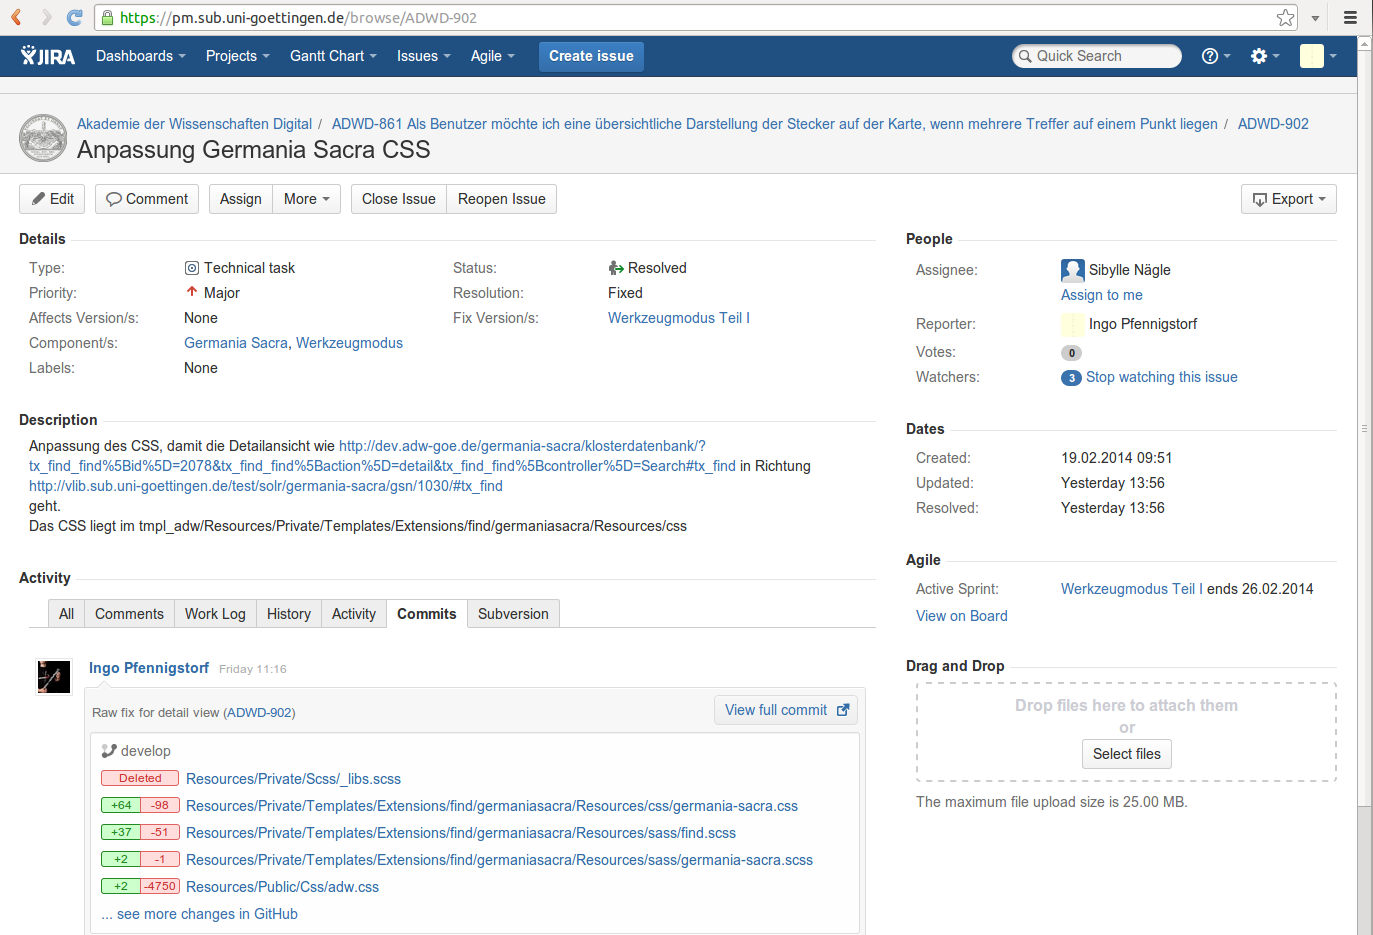 https://pm.sub.uni-goettingen.de/browse/ADWD-902
JIRA Dashboards Projects Gantt Chart Issues Agile Create issue Quick Search
Akademie der Wissenschaften Digital / ADWD-861 Als Benutzer möchte ich eine übersichtliche Darstellung der Stecker auf der Karte, wenn mehrere Treffer auf einem Punkt liegen / ADWD-902
Anpassung Germania Sacra CSS
Edit Comment Assign More Close Issue Reopen Issue Export
Details
Type: Technical task Status: Resolved
Priority: Major Resolution: Fixed
Affects Version/s: None Fix Version/s: Werkzeugmodus Teil I
Component/s: Germania Sacra, Werkzeugmodus
Labels: None
Description
Anpassung des CSS, damit die Detailansicht wie http://dev.adw-goe.de/germania-sacra/klosterdatenbank/?
tx_find_find%5Bid%5D=2078&tx_find_find%5Baction%5D=detail&tx_find_find%5Bcontroller%5D=Search#tx_find in Richtung
http://vlib.sub.uni-goettingen.de/test/solr/germania-sacra/gsn/1030/#tx_find
geht.
Das CSS liegt im tmpl_adw/Resources/Private/Templates/Extensions/find/germaniasacra/Resources/css
Activity
All Comments Work Log History Activity Commits Subversion
Ingo Pfennigstorf Friday 11:16
Raw fix for detail view (ADWD-902) View full commit
develop
Deleted Resources/Private/Scss/_libs.scss
+64 -98 Resources/Private/Templates/Extensions/find/germaniasacra/Resources/css/germania-sacra.css
+37 -51 Resources/Private/Templates/Extensions/find/germaniasacra/Resources/sass/find.scss
+2 -1 Resources/Private/Templates/Extensions/find/germaniasacra/Resources/sass/germania-sacra.scss
+2 -4750 Resources/Public/Css/adw.css
... see more changes in GitHub
People
Assignee: Sibylle Nägle
Assign to me
Reporter: Ingo Pfennigstorf
Votes: 0
Watchers: 3 Stop watching this issue
Dates
Created: 19.02.2014 09:51
Updated: Yesterday 13:56
Resolved: Yesterday 13:56
Agile
Active Sprint: Werkzeugmodus Teil I ends 26.02.2014
View on Board
Drag and Drop
Drop files here to attach them
or
Select files
The maximum file upload size is 25.00 MB.